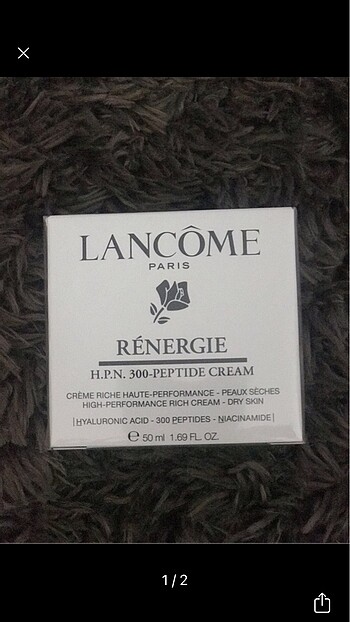 LANCÔME
PARIS
RÉNERGIE
H.P.N. 300-PEPTIDE CREAM
CRÈME RICHE HAUTE-PERFORMANCE - PEAUX SÈCHES
HIGH-PERFORMANCE RICH CREAM - DRY SKIN
|HYALURONIC ACID - 300 PEPTIDES - NIACINAMIDE|
℮ 50 ml 1.69 FL. OZ.
1/2